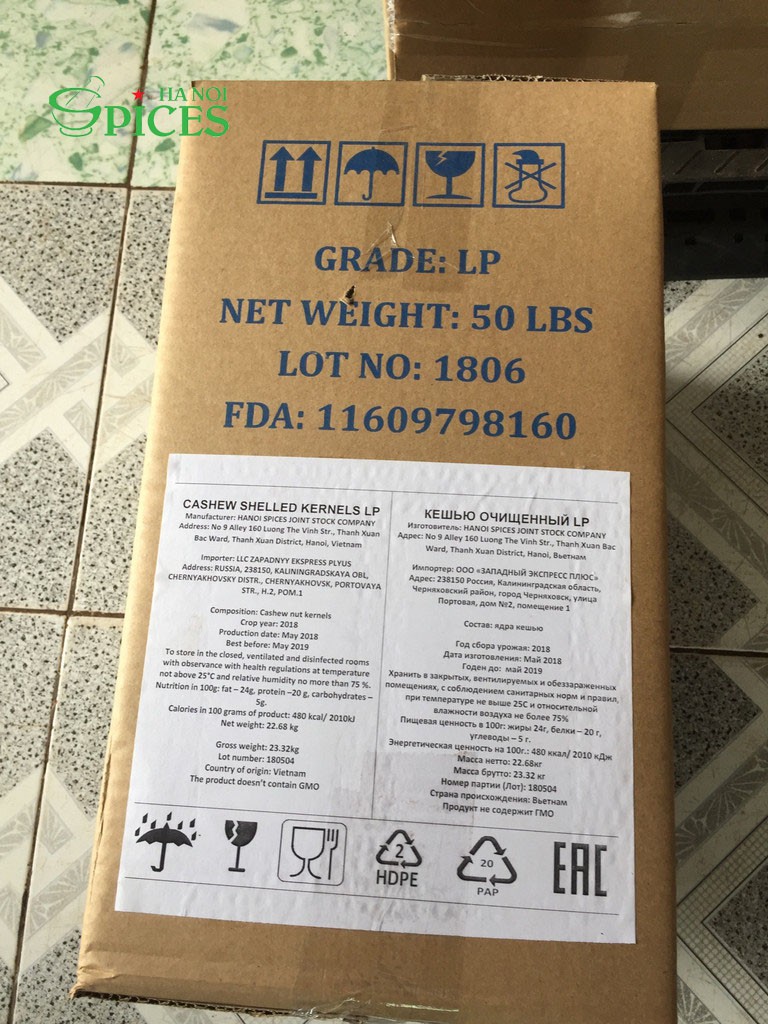 HA NOI
SPICES
GRADE: LP
NET WEIGHT: 50 LBS
LOT NO: 1806
FDA: 11609798160
CASHEW SHELLED KERNELS LP
Manufacturer: HANOI SPICES JOINT STOCK COMPANY
Address: No 9 Alley 160 Luong The Vinh Str., Thanh Xuan
Bac Ward, Thanh Xuan District, Hanoi, Vietnam
Importer: LLC ZAPADNYY EKSPRESS PLYUS
Address: RUSSIA, 238150, KALININGRADSKAYA OBL,
CHERNYAKHOVSKY DISTR., CHERNYAKHOVSK, PORTOVAYA
STR., H.2, POM.1
Composition: Cashew nut kernels
Crop year: 2018
Production date: May 2018
Best before: May 2019
To store in the closed, ventilated and disinfected rooms
with observance with health regulations at temperature
not above 25°C and relative humidity no more than 75 %.
Nutrition in 100g: fat – 24g, protein –20 g, carbohydrates –
5g.
Calories in 100 grams of product: 480 kcal/ 2010kJ
Net weight: 22.68 kg
Gross weight: 23.32kg
Lot number: 180504
Country of origin: Vietnam
The product doesn't contain GMO
КЕШЬЮ ОЧИЩЕННЫЙ LP
Изготовитель: HANOI SPICES JOINT STOCK COMPANY
Адрес: No 9 Alley 160 Luong The Vinh Str., Thanh Xuan Bac
Ward, Thanh Xuan District, Hanoi, Вьетнам
Импортер: ООО «ЗАПАДНЫЙ ЭКСПРЕСС ПЛЮС»
Адрес: 238150 Россия, Калининградская область,
Черняховский район, город Черняховск, улица
Портовая, дом №2, помещение 1
Состав: ядра кешью
Год сбора урожая: 2018
Дата изготовления: Май 2018
Годен до: май 2019
Хранить в закрытых, вентилируемых и обеззараженных
помещениях, с соблюдением санитарных норм и правил,
при температуре не выше 25С и относительной
влажности воздуха не более 75%
Пищевая ценность в 100г: жиры 24г, белки – 20 г,
углеводы – 5 г.
Энергетическая ценность на 100г.: 480 ккал/ 2010 кДж
Масса нетто: 22.68кг
Масса брутто: 23.32 кг
Номер партии (Лот): 180504
Страна происхождения: Вьетнам
Продукт не содержит ГМО
2
HDPE
20
PAP
EAC